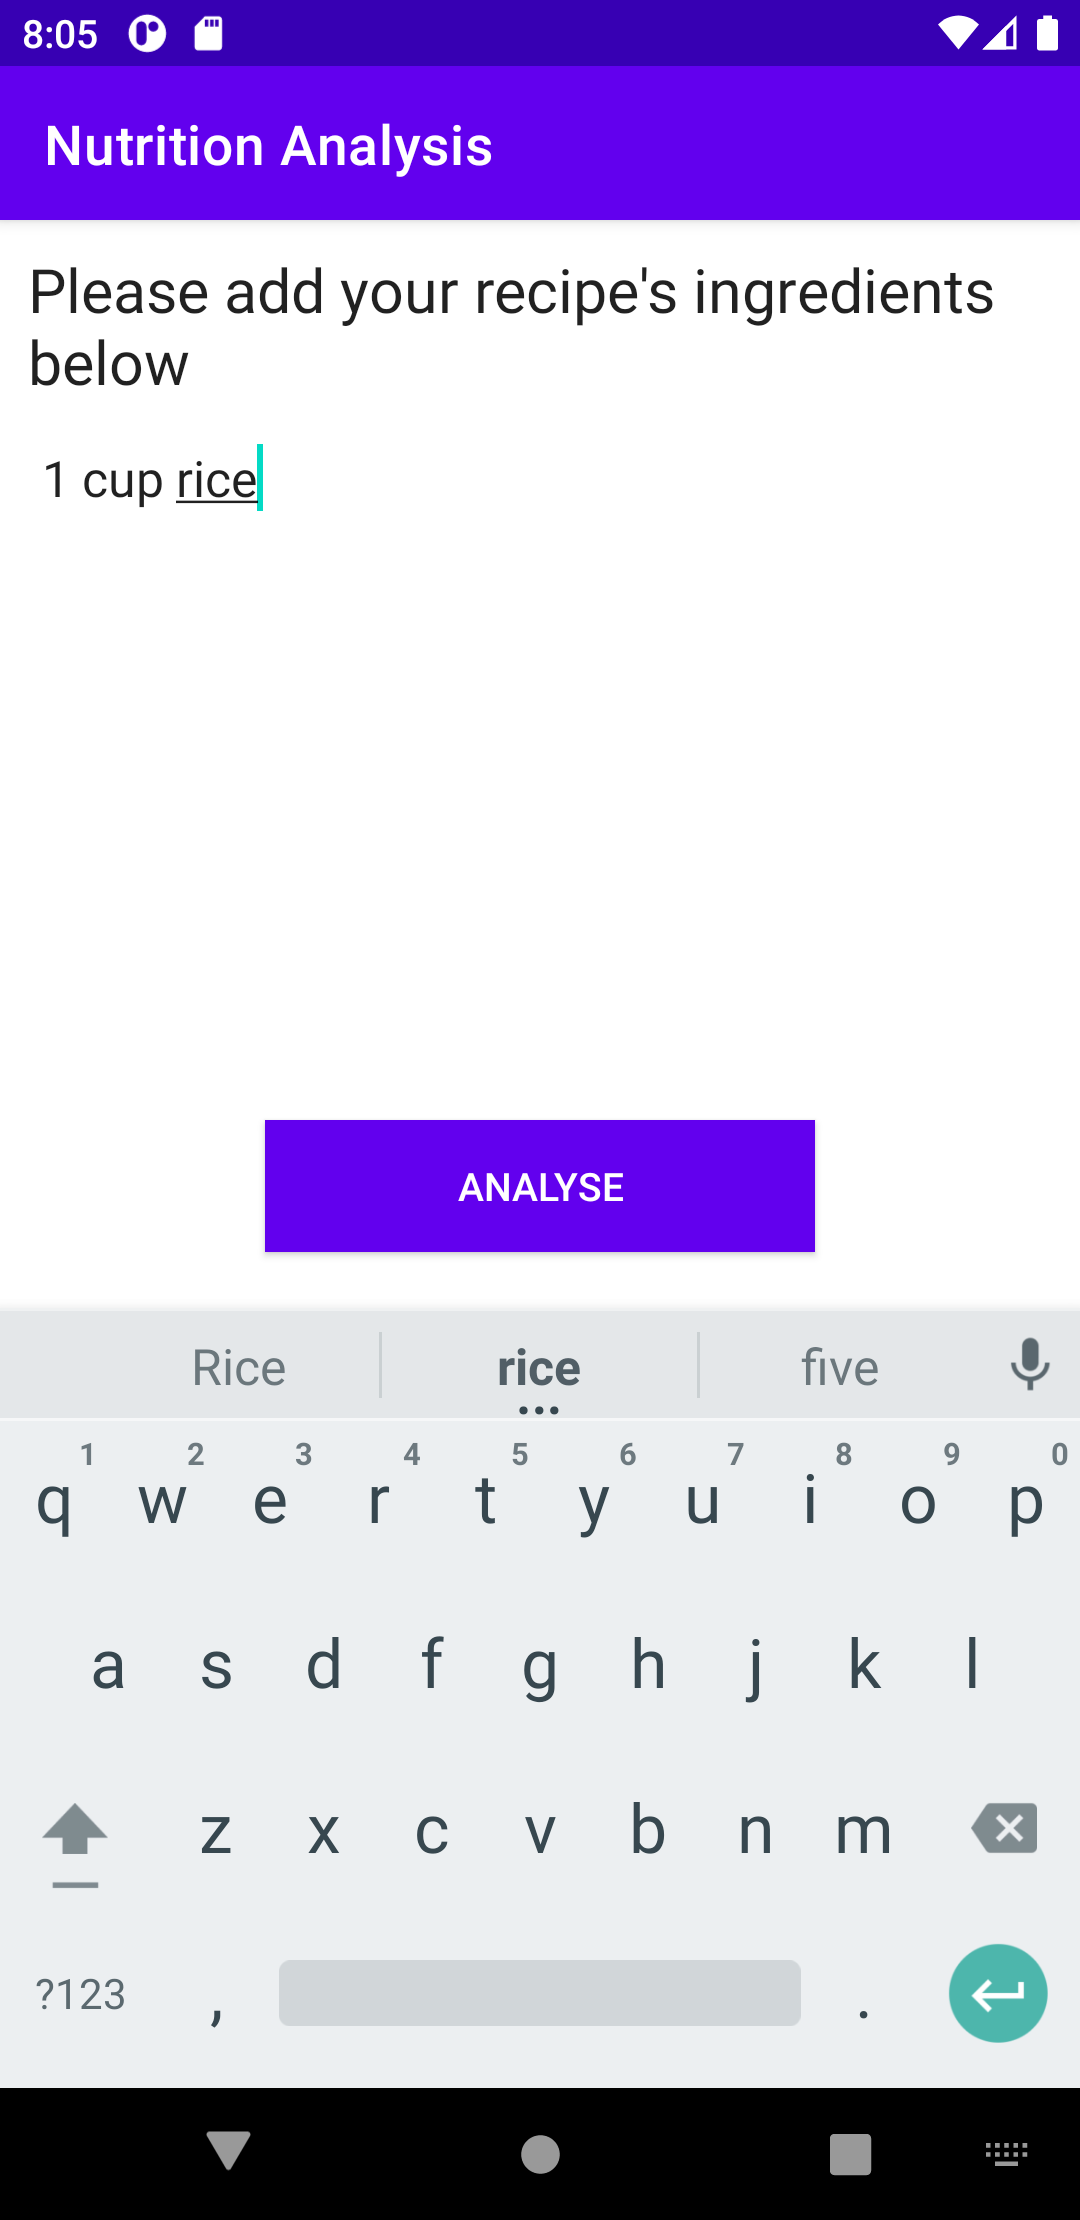 8:05
Nutrition Analysis
Please add your recipe's ingredients
below
1 cup rice
ANALYSE
Rice rice five
1 2 3 4 5 6 7 8 9 0
q w e r t y u i o p
a s d f g h j k l
z x c v b n m
?123 , .